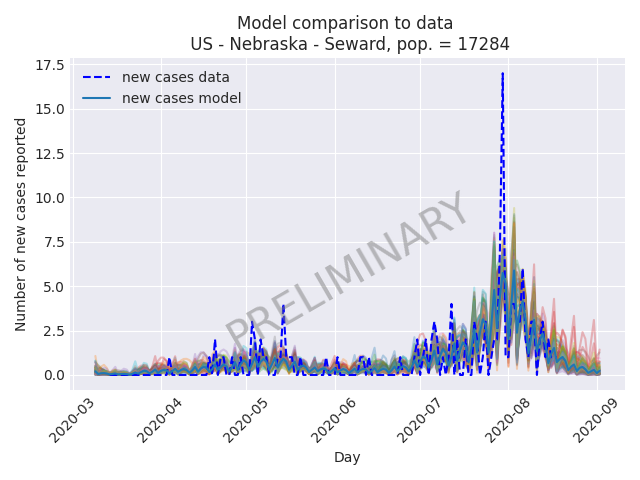 Model comparison to data
US - Nebraska - Seward, pop. = 17284
new cases data
new cases model
PRELIMINARY
Number of new cases reported
17.5
15.0
12.5
10.0
7.5
5.0
2.5
0.0
2020-03
2020-04
2020-05
2020-06
2020-07
2020-08
2020-09
Day